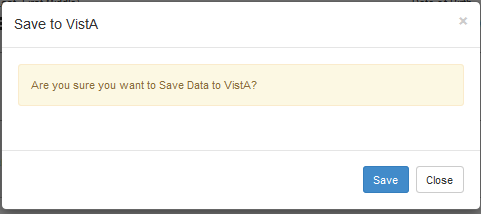 Save to VistA
×
Are you sure you want to Save Data to VistA?
Save Close